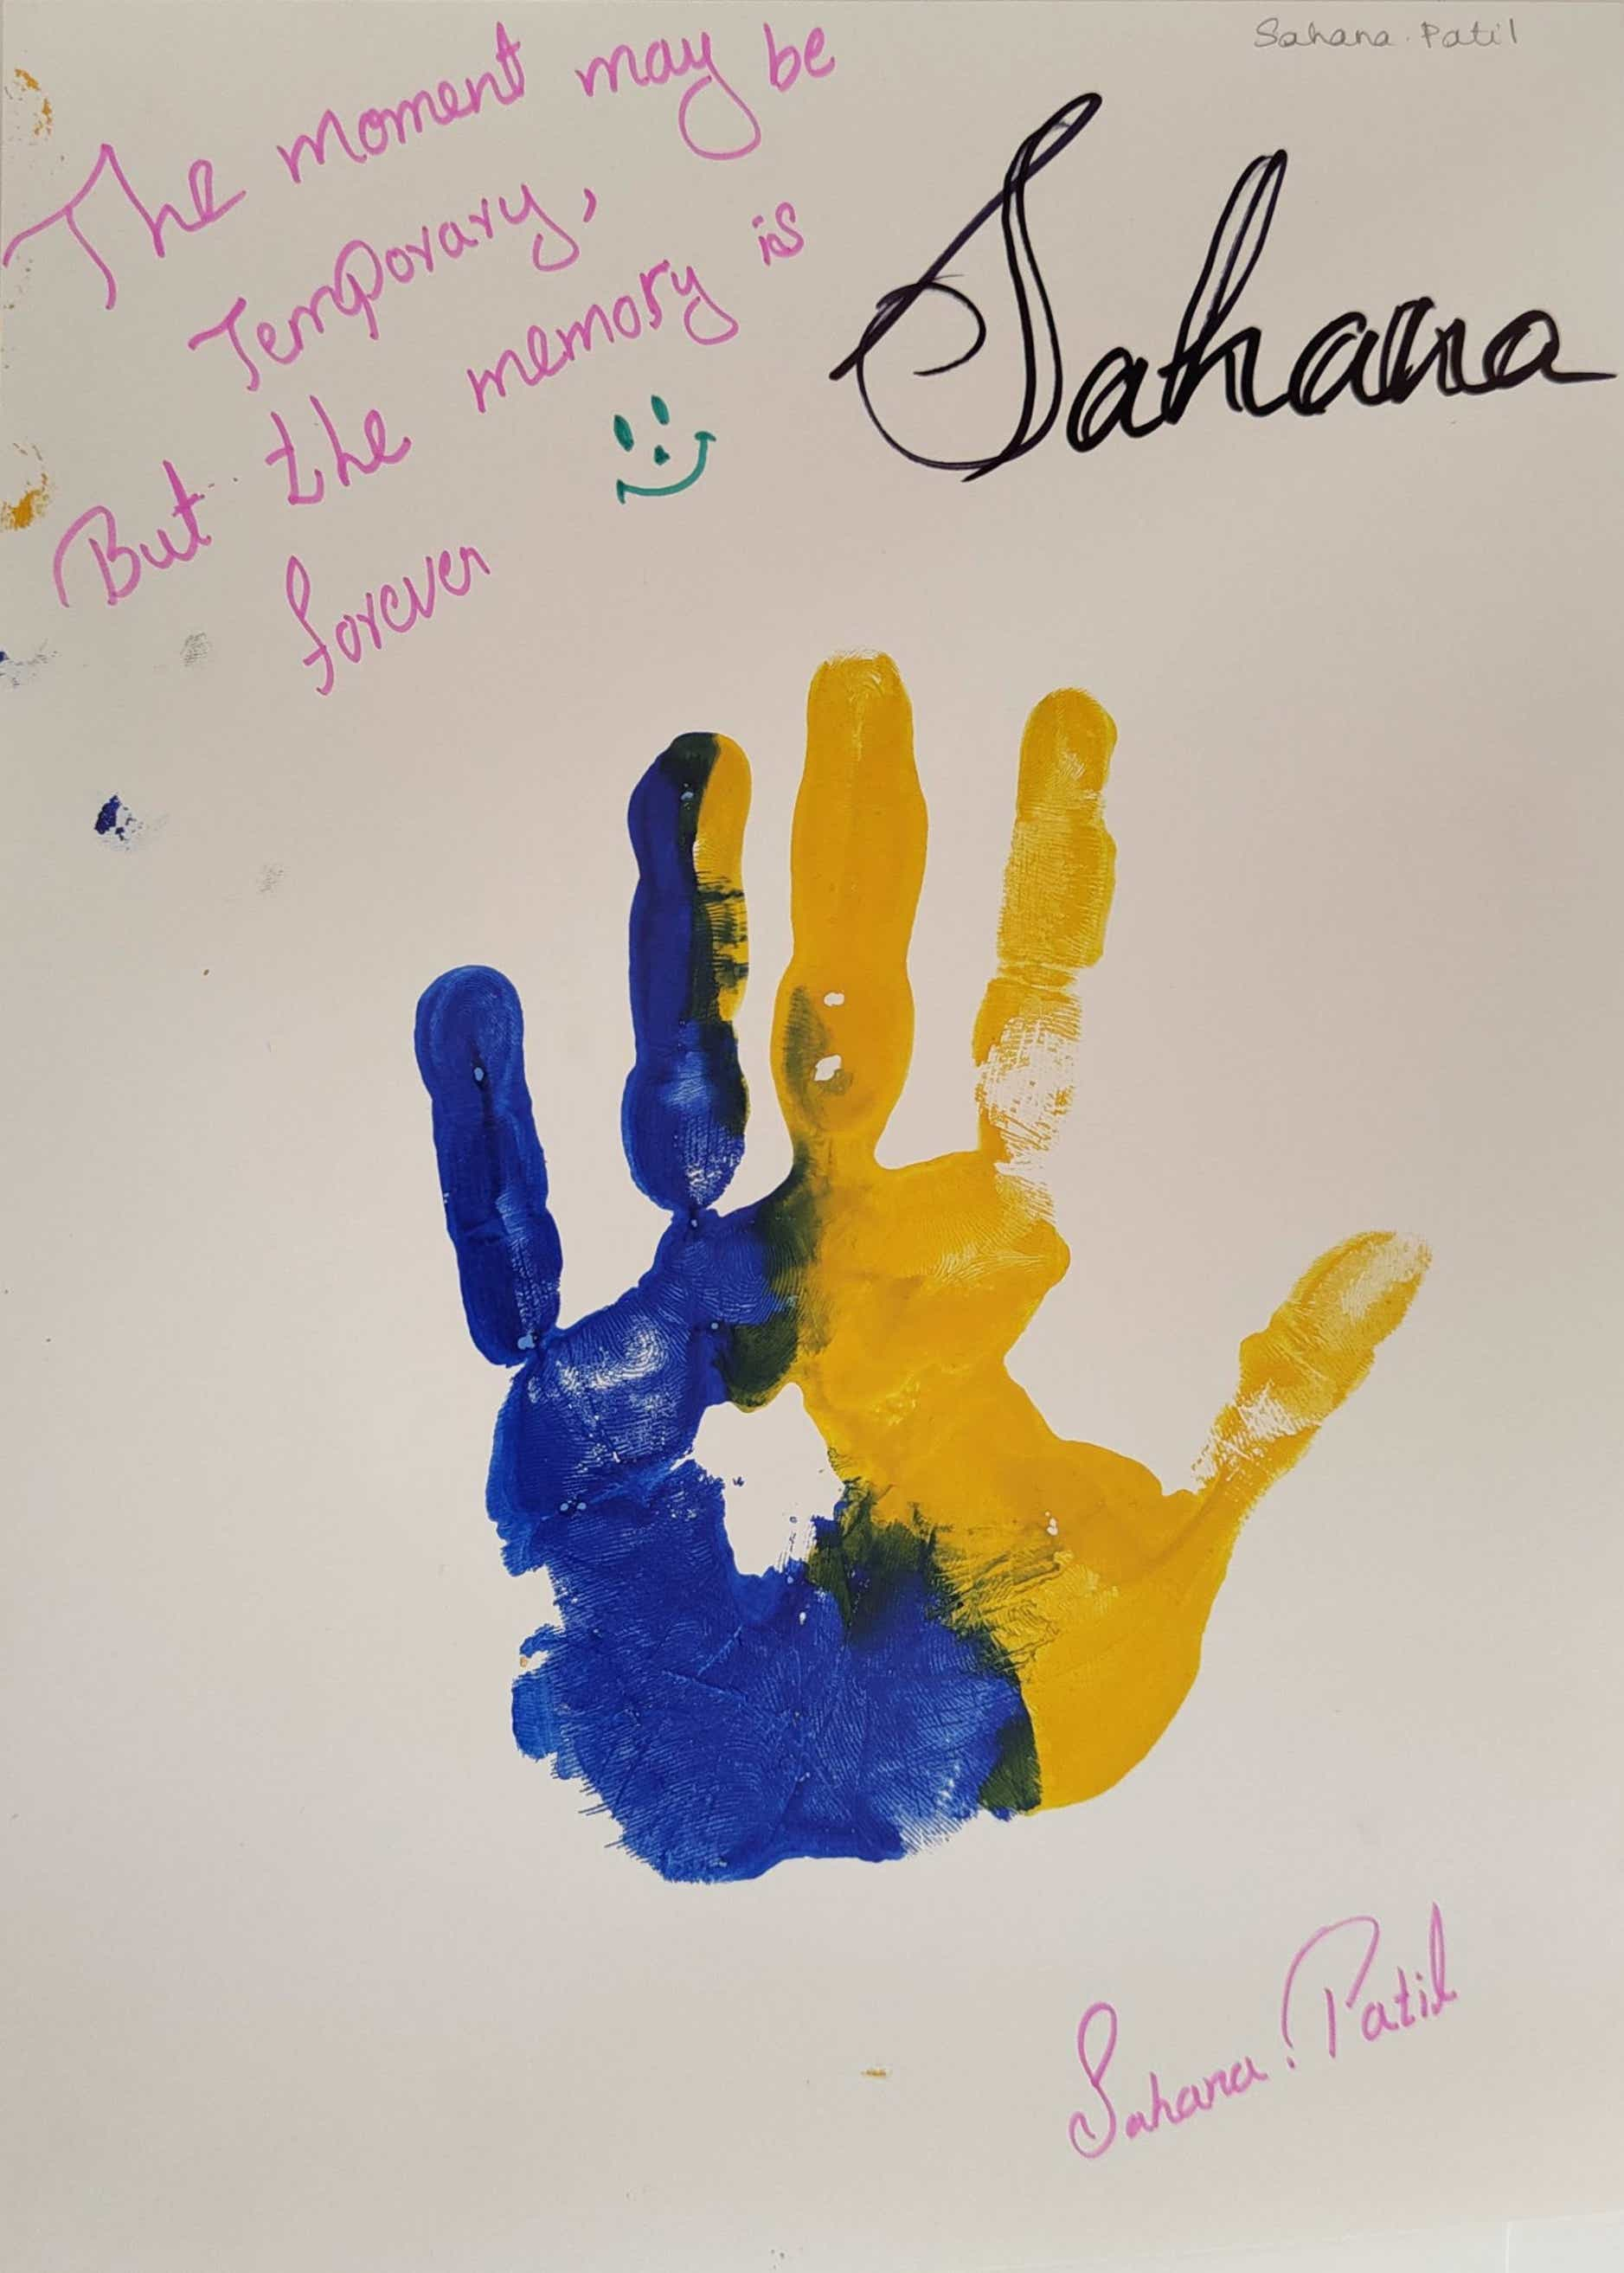 Sahana. Patil
The moment may be
Temporary,
But the memory is
forever
Sahana
Sahana. Patil